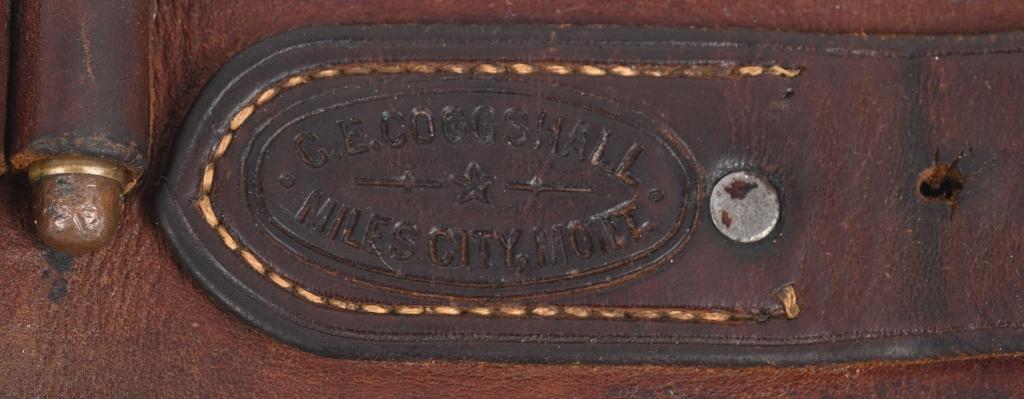 C.E.COGGSHALL
MILES CITY, MONT.